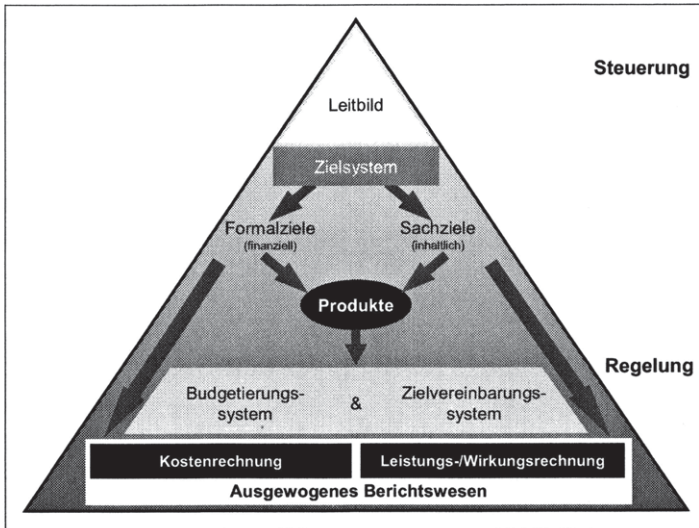 Steuerung
Leitbild
Zielsystem
Formalziele
(finanziell)
Sachziele
(inhaltlich)
Produkte
Regelung
Budgetierungs-
system
&
Zielvereinbarungs-
system
Kostenrechnung
Leistungs-/Wirkungsrechnung
Ausgewogenes Berichtswesen